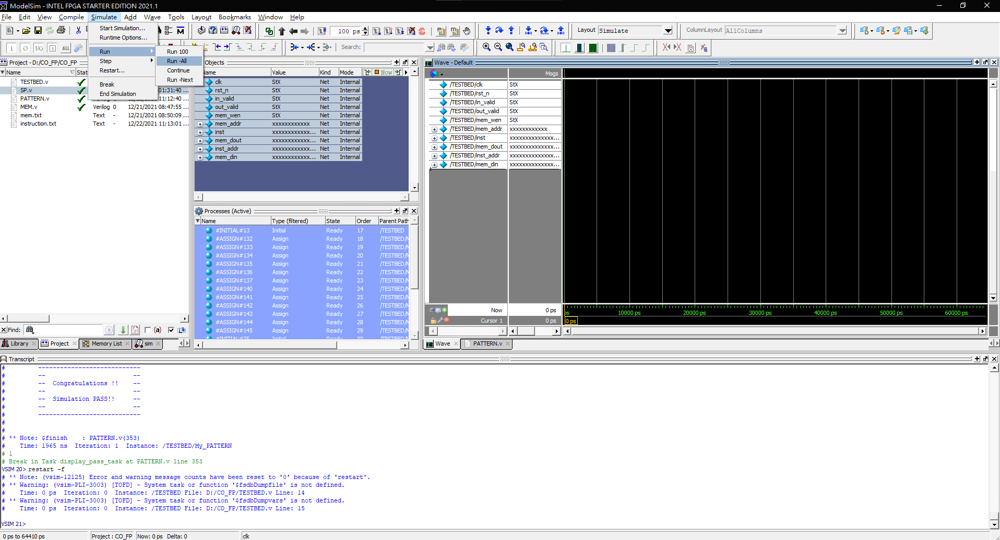 ModelSim - INTEL FPGA STARTER EDITION 2021.1
File Edit View Compile Simulate Add Wave Tools Layout Bookmarks Window Help
Start Simulation...
Runtime Options...
Run
Step
Restart...
Break
End Simulation
Run 100
Run -All
Continue
Run -Next
100 ps
Layout Simulate
ColumnLayout AllColumns
Search:
Project - D:/CO_FP/CO_FP
Name Stat
TESTBED.v
SP.v 01:31:40 ...
PATTERN.v 11:12:40 ...
MEM.v Verilog 0 12/21/2021 08:47:55 ...
mem.txt Text - 12/21/2021 08:50:09 ...
instruction.txt Text - 12/22/2021 11:13:01 ...
Find:
Library Project Memory List sim
Objects
Name Value Kind Mode Now
clk StX Net Internal
rst_n StX Net Internal
in_valid StX Net Internal
out_valid StX Net Internal
mem_wen StX Net Internal
mem_addr xxxxxxxxxxxx Net Internal
inst xxxxxxxxxxxx... Net Internal
mem_dout xxxxxxxxxxxx... Net Internal
inst_addr xxxxxxxxxxxx... Net Internal
mem_din xxxxxxxxxxxx... Net Internal
Processes (Active)
Name Type (filtered) State Order Parent Path
#INITIAL#13 Initial Ready 17 /TESTBED
#ASSIGN#132 Assign Ready 18 /TESTBED/M
#ASSIGN#133 Assign Ready 19 /TESTBED/M
#ASSIGN#134 Assign Ready 20 /TESTBED/M
#ASSIGN#135 Assign Ready 21 /TESTBED/M
#ASSIGN#136 Assign Ready 22 /TESTBED/M
#ASSIGN#137 Assign Ready 23 /TESTBED/M
#ASSIGN#140 Assign Ready 24 /TESTBED/M
#ASSIGN#141 Assign Ready 25 /TESTBED/M
#ASSIGN#142 Assign Ready 26 /TESTBED/M
#ASSIGN#143 Assign Ready 27 /TESTBED/M
#ASSIGN#144 Assign Ready 28 /TESTBED/M
#ASSIGN#145 Assign Ready 29 /TESTBED/M
#INITIAL#75 Initial Ready 30 /TESTBED/M
Wave - Default
Msgs
/TESTBED/clk StX
/TESTBED/rst_n StX
/TESTBED/in_valid StX
/TESTBED/out_valid StX
/TESTBED/mem_wen StX
/TESTBED/mem_addr xxxxxxxxxxxx
/TESTBED/inst xxxxxxxxxxxxxx...
/TESTBED/mem_dout xxxxxxxxxxxxxx...
/TESTBED/inst_addr xxxxxxxxxxxxxx...
/TESTBED/mem_din xxxxxxxxxxxxxx...
Now 0 ps
ps 10000 ps 20000 ps 30000 ps 40000 ps 50000 ps 60000 ps
Cursor 1 0 ps 0 ps
Wave PATTERN.v
Transcript
# ----------------------------
# -- --
# -- Congratulations !! --
# -- --
# -- Simulation PASS!! --
# -- --
# ----------------------------
#
#
# ** Note: $finish : PATTERN.v(353)
# Time: 1965 ns Iteration: 1 Instance: /TESTBED/My_PATTERN
# 1
# Break in Task display_pass_task at PATTERN.v line 353
VSIM 20> restart -f
# ** Note: (vsim-12125) Error and warning message counts have been reset to '0' because of 'restart'.
# ** Warning: (vsim-PLI-3003) [TOFD] - System task or function '$fsdbDumpfile' is not defined.
# Time: 0 ps Iteration: 0 Instance: /TESTBED File: D:/CO_FP/TESTBED.v Line: 14
# ** Warning: (vsim-PLI-3003) [TOFD] - System task or function '$fsdbDumpvars' is not defined.
# Time: 0 ps Iteration: 0 Instance: /TESTBED File: D:/CO_FP/TESTBED.v Line: 15
VSIM 21>
0 ps to 64410 ps Project : CO_FP Now: 0 ps Delta: 0 clk